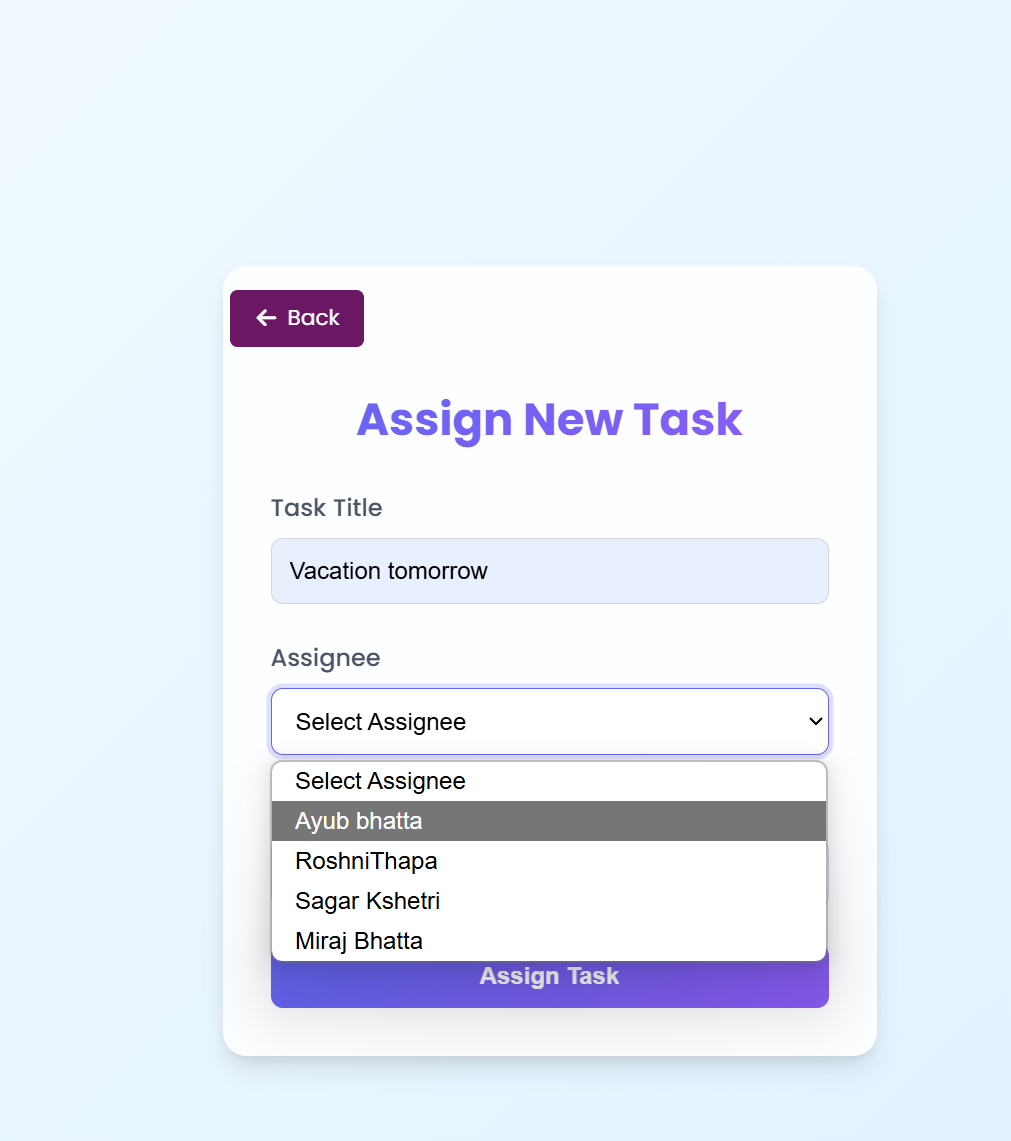 Back
Assign New Task
Task Title
Vacation tomorrow
Assignee
Select Assignee
Select Assignee
Ayub bhatta
RoshniThapa
Sagar Kshetri
Miraj Bhatta
Assign Task